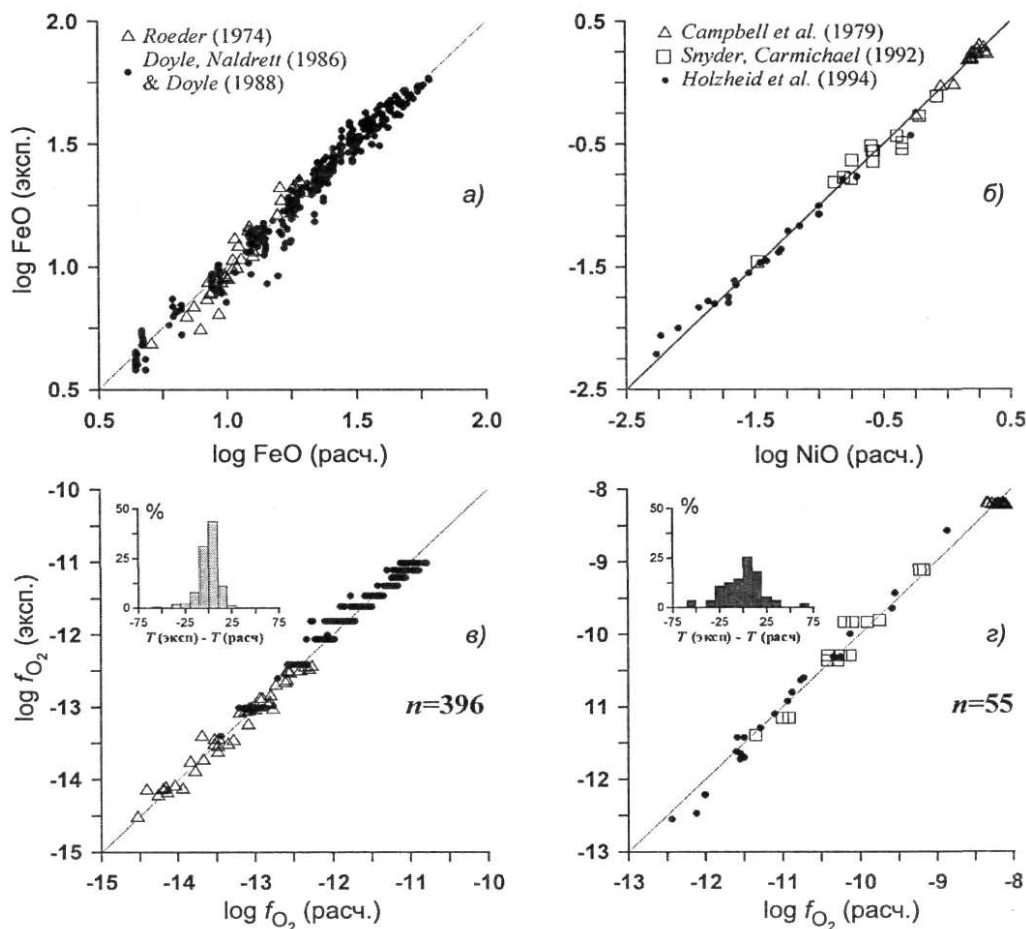 2.0
1.5
1.0
0.5
log FeO (эксп.)
△ Roeder (1974)
Doyle, Naldrett (1986)
• & Doyle (1988)
а)
0.5 1.0 1.5 2.0
log FeO (расч.)
0.5
-0.5
-1.5
-2.5
△ Campbell et al. (1979)
□ Snyder, Carmichael (1992)
• Holzheid et al. (1994)
б)
-2.5 -1.5 -0.5 0.5
log NiO (расч.)
-10
-11
-12
-13
-14
-15
log fO2 (эксп.)
50
25
0
%
-75 -25 25 75
T (эксп) - T (расч)
в)
n=396
-15 -14 -13 -12 -11 -10
log fO2 (расч.)
-8
-9
-10
-11
-12
-13
50
25
0
%
-75 -25 25 75
T (эксп) - T (расч)
г)
n=55
-13 -12 -11 -10 -9 -8
log fO2 (расч.)